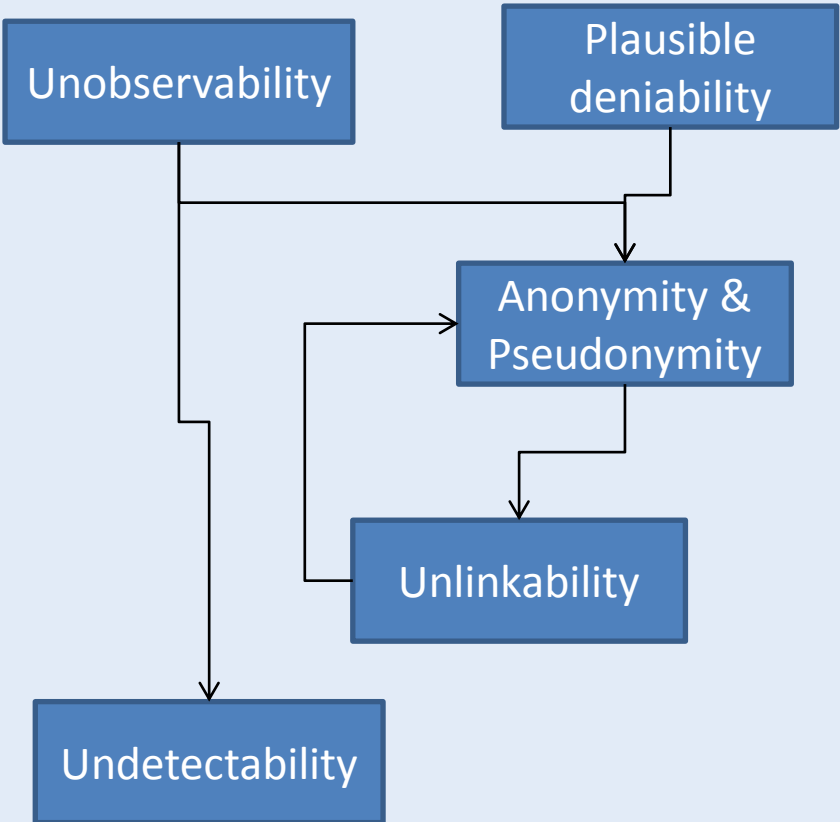 Unobservability
Plausible
deniability
Anonymity &
Pseudonymity
Unlinkability
Undetectability